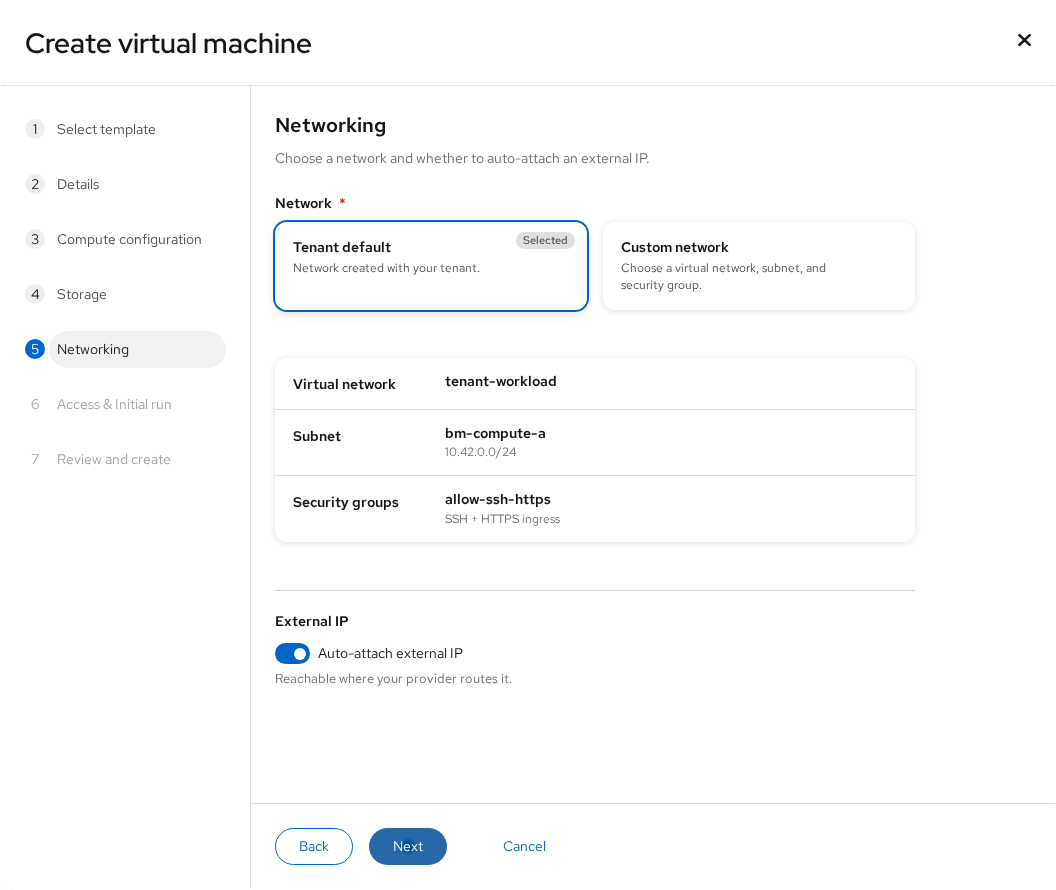 Create virtual machine
1 Select template
2 Details
3 Compute configuration
4 Storage
5 Networking
6 Access & Initial run
7 Review and create
Networking
Choose a network and whether to auto-attach an external IP.
Network *
Tenant default
Selected
Network created with your tenant.
Custom network
Choose a virtual network, subnet, and
security group.
Virtual network
tenant-workload
Subnet
bm-compute-a
10.42.0.0/24
Security groups
allow-ssh-https
SSH + HTTPS ingress
External IP
Auto-attach external IP
Reachable where your provider routes it.
Back
Next
Cancel